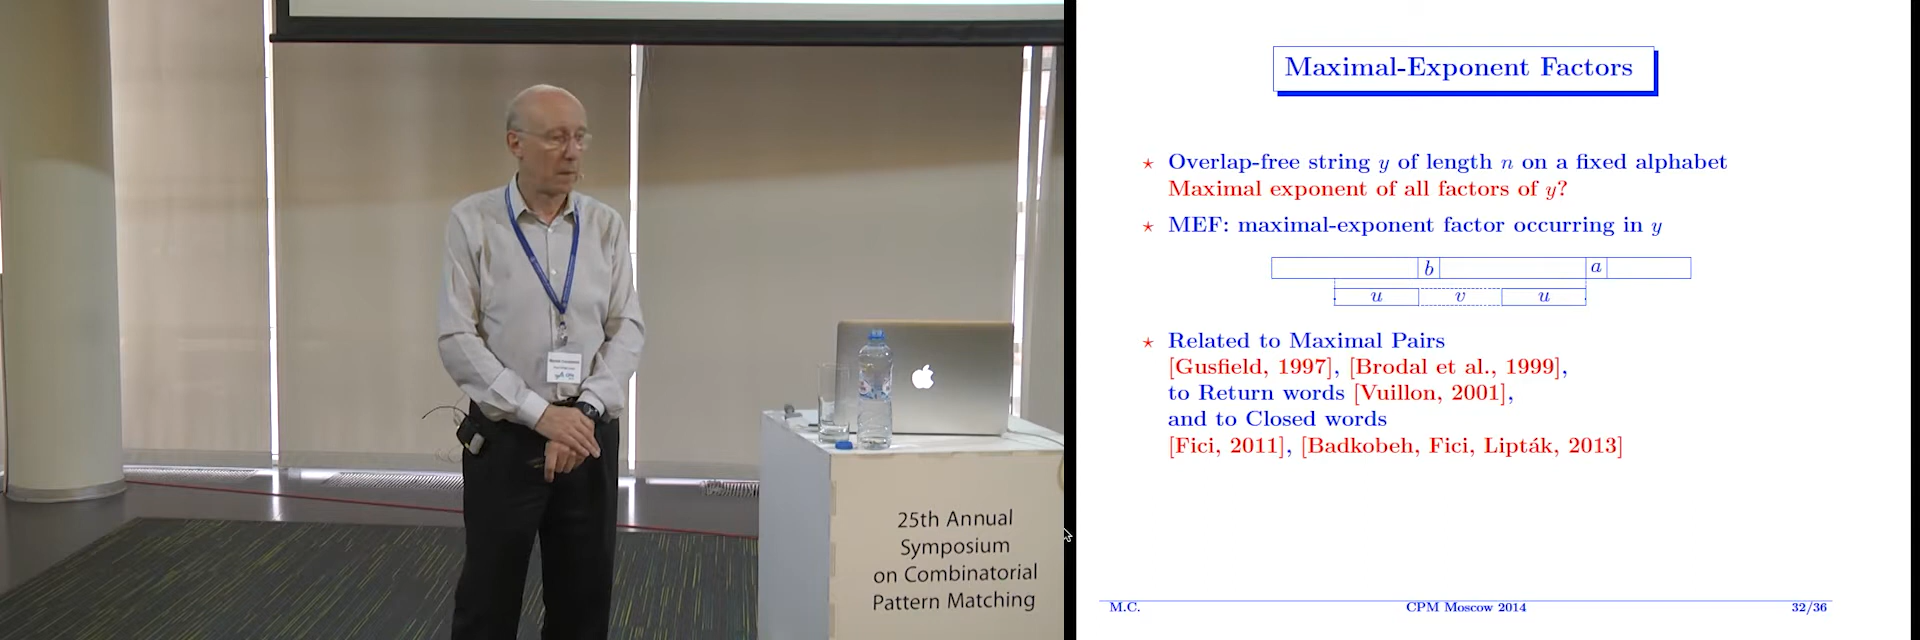 25th Annual
Symposium
on Combinatorial
Pattern Matching
Maximal-Exponent Factors
⋆ Overlap-free string y of length n on a fixed alphabet
Maximal exponent of all factors of y?
⋆ MEF: maximal-exponent factor occurring in y
b a
u v u
⋆ Related to Maximal Pairs
[Gusfield, 1997], [Brodal et al., 1999],
to Return words [Vuillon, 2001],
and to Closed words
[Fici, 2011], [Badkobeh, Fici, Lipták, 2013]
M.C. CPM Moscow 2014 32/36